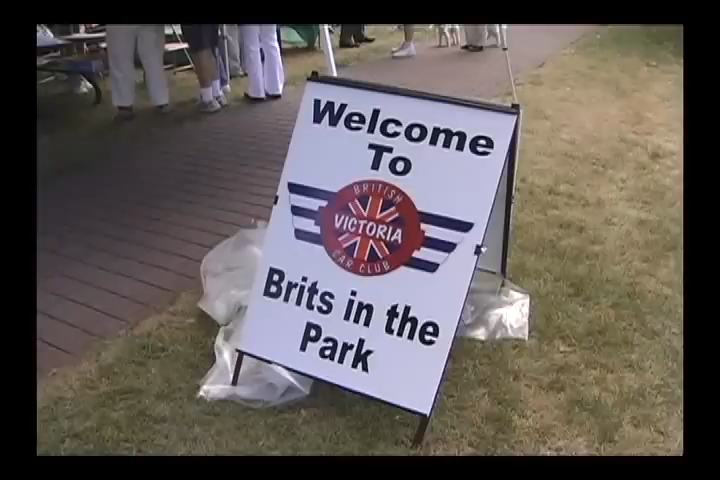 Welcome
To
BRITISH
VICTORIA
CAR CLUB
Brits in the
Park